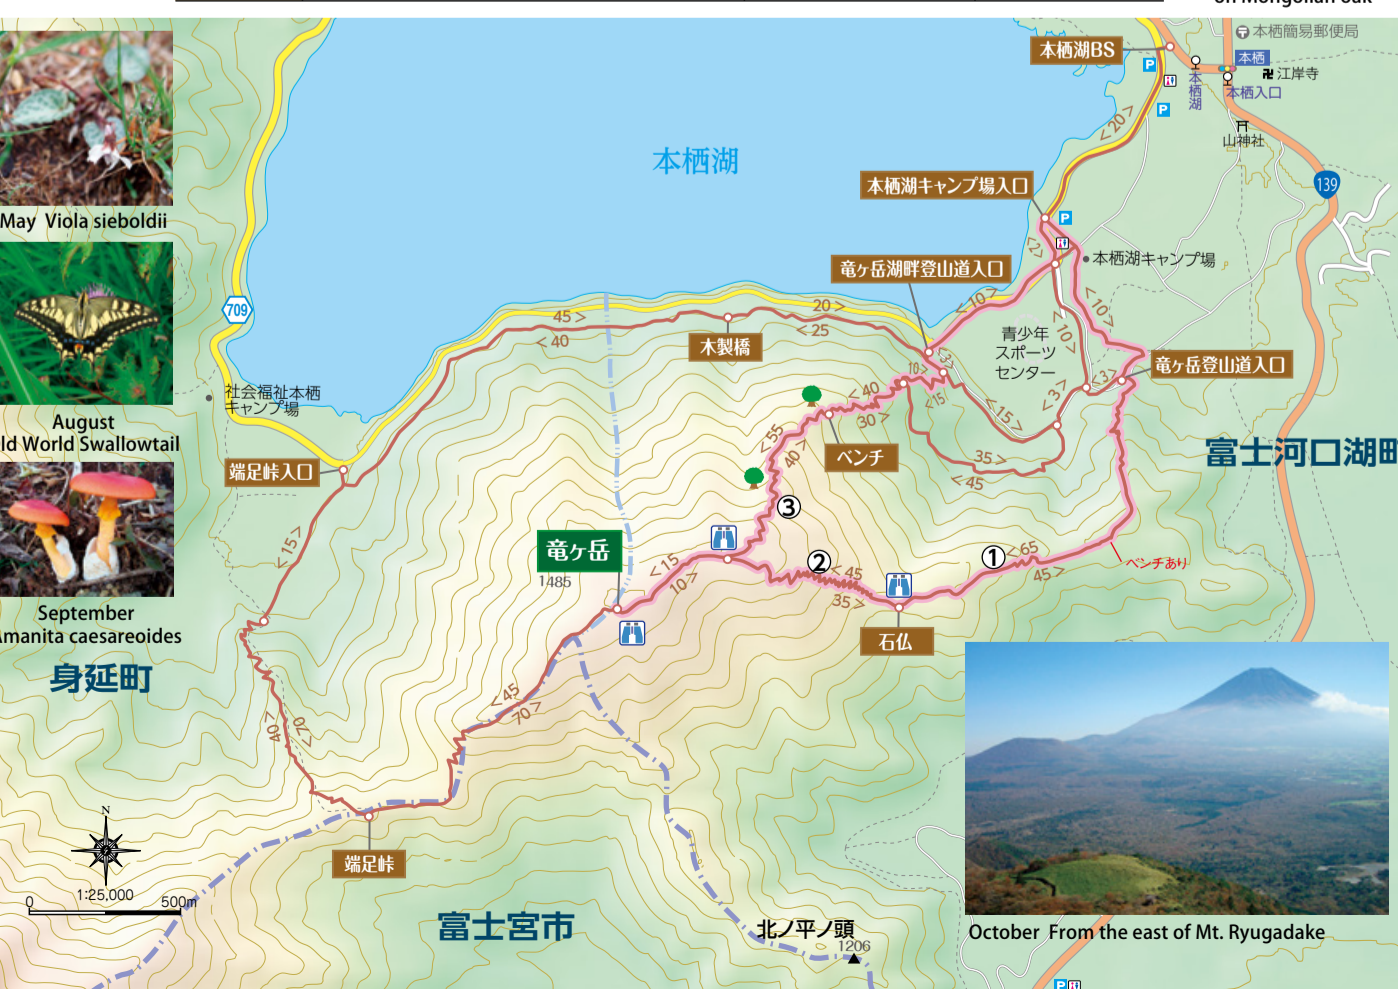 on Mongolian oak
本栖湖BS
本栖簡易郵便局
本栖
江岸寺
本栖湖
本栖入口
P
P
<20>
山神社
139
本栖湖
本栖湖キャンプ場入口
P
<2>
本栖湖キャンプ場
May Viola sieboldii
竜ヶ岳湖畔登山道入口
<10>
<10>
<10>
709
45>
<40
20>
<25
木製橋
青少年
スポーツ
センター
<3>
10>
<15
<3>
<3>
竜ヶ岳登山道入口
社会福祉本栖
キャンプ場
<40
30>
<15>
August
ld World Swallowtail
<55
40>
ベンチ
35>
<45
富士河口湖町
端足峠入口
③
<15>
竜ヶ岳
1485
<15
10>
②
<45
35>
①
<65
45>
ベンチあり
石仏
September
Amanita caesareoides
身延町
<45
70>
40>
<70
N
1:25,000
0
500m
端足峠
富士宮市
北ノ平ノ頭
1206
October From the east of Mt. Ryugadake
P